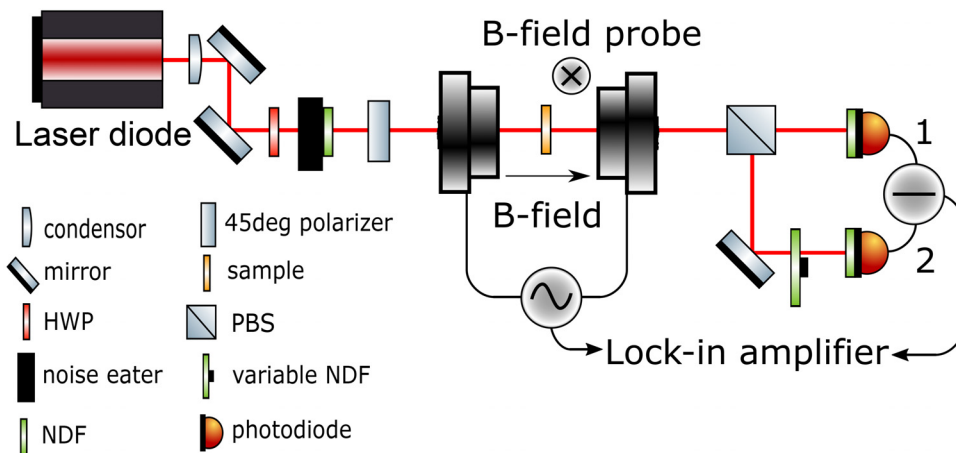 B-field probe
Laser diode
B-field
1
2
Lock-in amplifier
condensor
45deg polarizer
mirror
sample
HWP
PBS
noise eater
variable NDF
NDF
photodiode